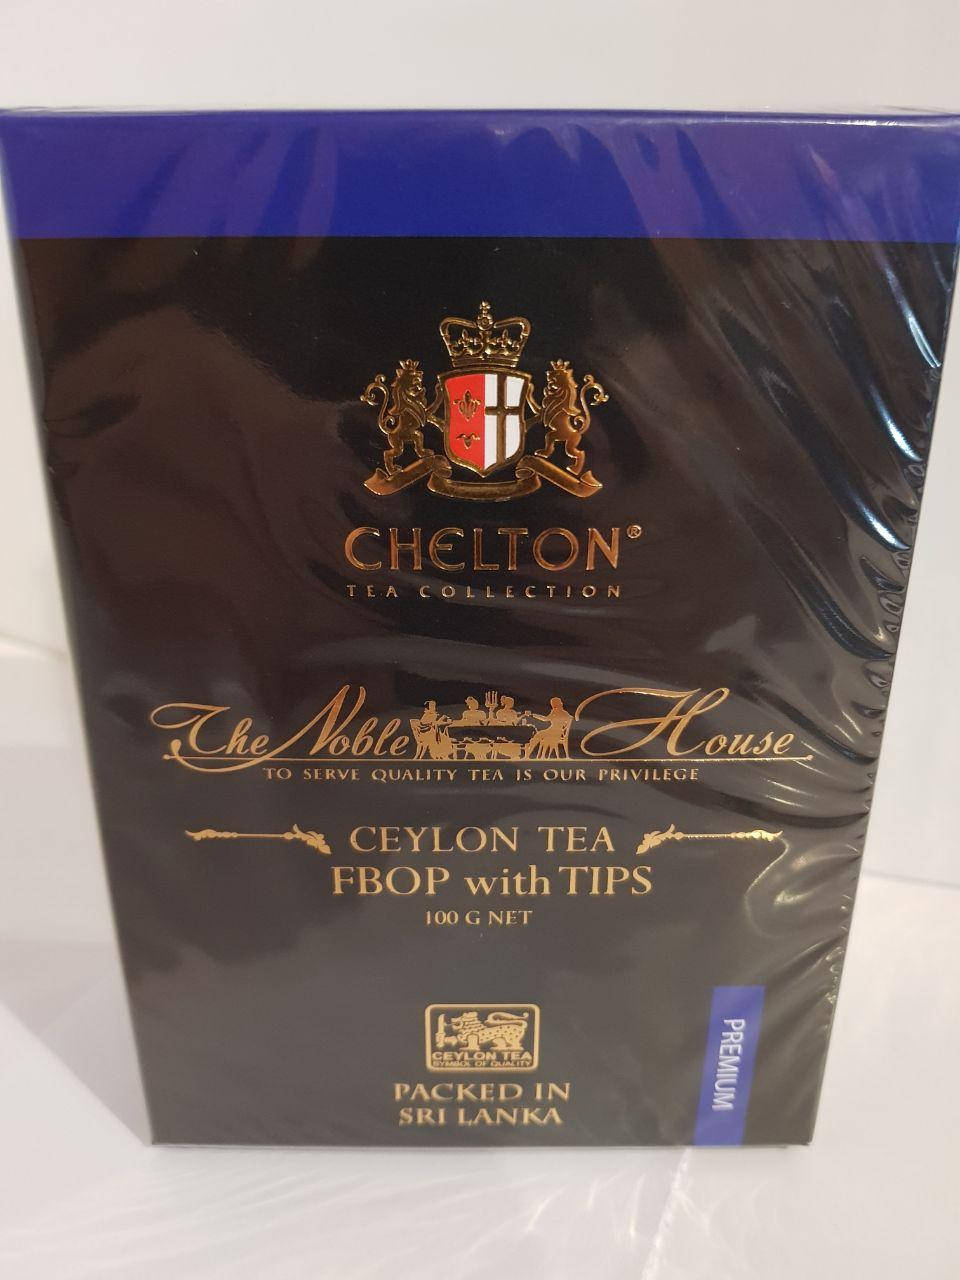 CHELTON®
TEA COLLECTION
The Noble House
TO SERVE QUALITY TEA IS OUR PRIVILEGE
CEYLON TEA
FBOP with TIPS
100 G NET
CEYLON TEA
SYMBOL OF QUALITY
PACKED IN
SRI LANKA
PREMIUM